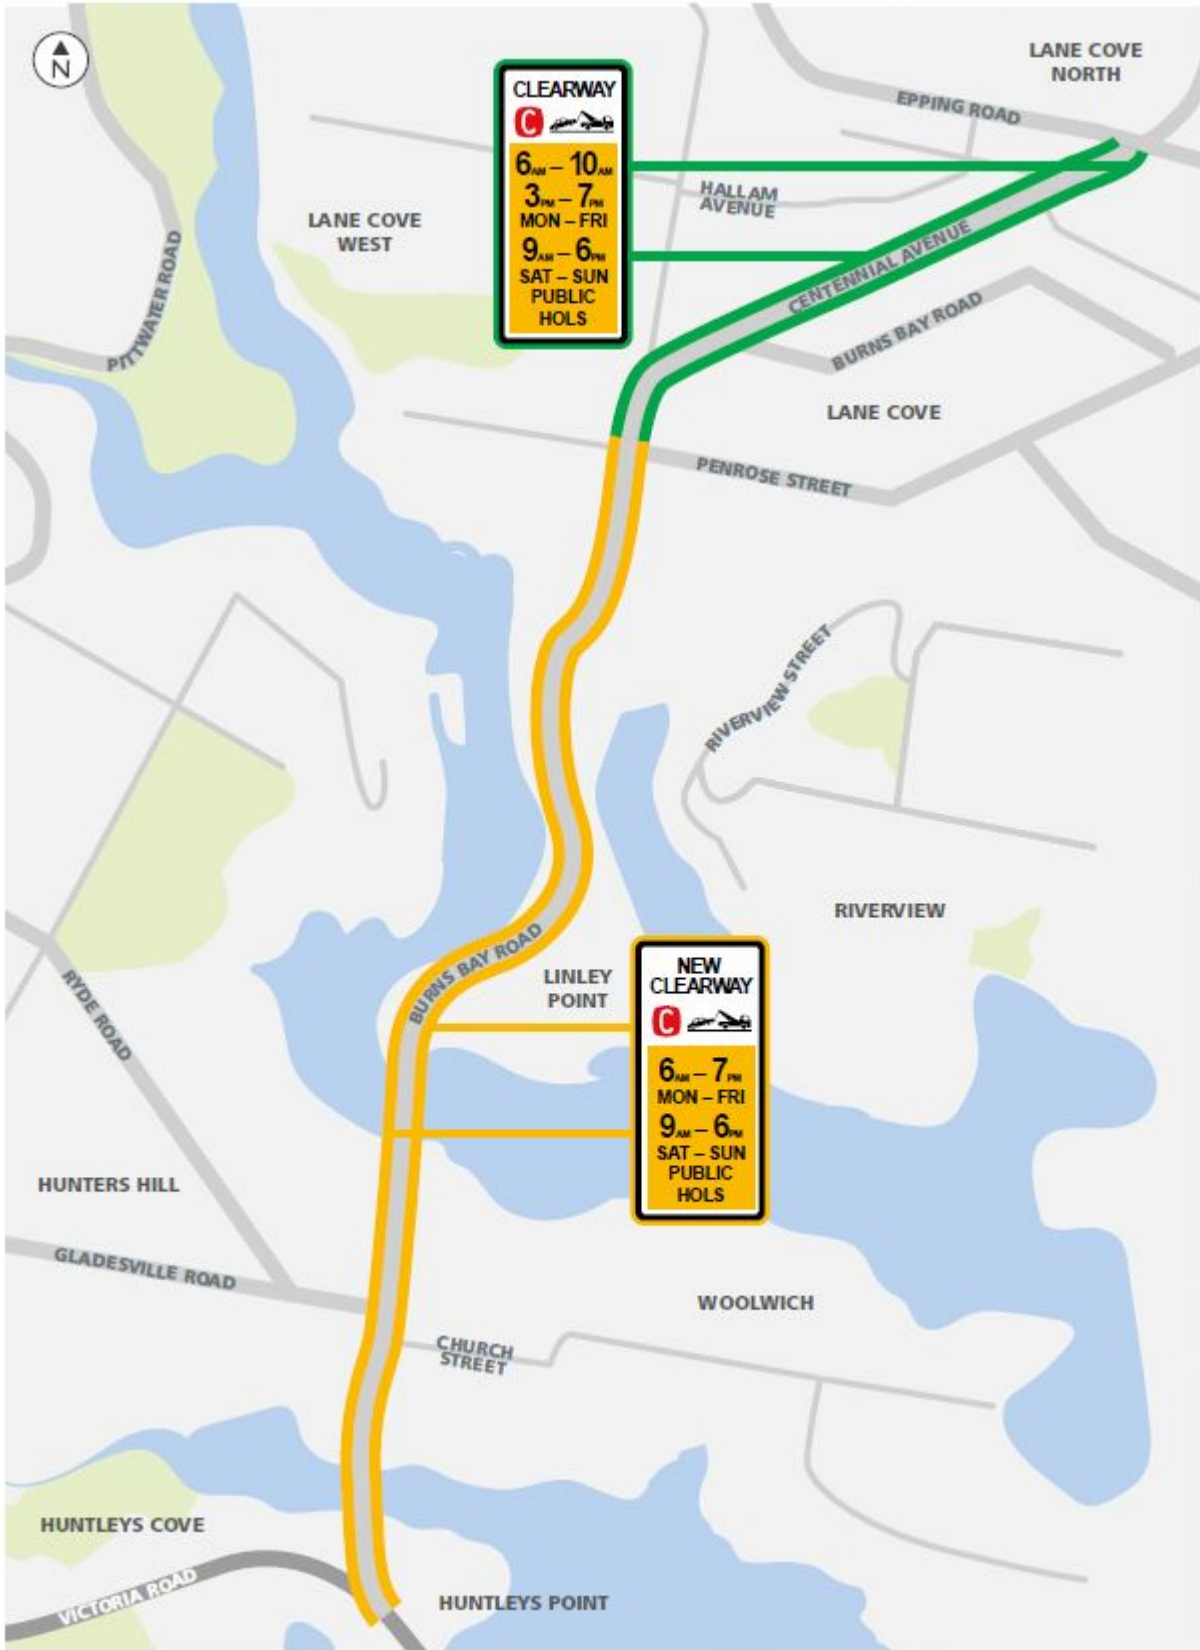 N
LANE COVE
NORTH
EPPING ROAD
CLEARWAY
C
6AM – 10AM
3PM – 7PM
MON – FRI
9AM – 6PM
SAT – SUN
PUBLIC
HOLS
HALLAM
AVENUE
LANE COVE
WEST
PITTWATER ROAD
CENTENNIAL AVENUE
BURNS BAY ROAD
LANE COVE
PENROSE STREET
RIVERVIEW STREET
RIVERVIEW
BURNS BAY ROAD
LINLEY
POINT
NEW
CLEARWAY
C
6AM – 7PM
MON – FRI
9AM – 6PM
SAT – SUN
PUBLIC
HOLS
RYDE ROAD
HUNTERS HILL
GLADESVILLE ROAD
WOOLWICH
CHURCH
STREET
HUNTLEYS COVE
VICTORIA ROAD
HUNTLEYS POINT